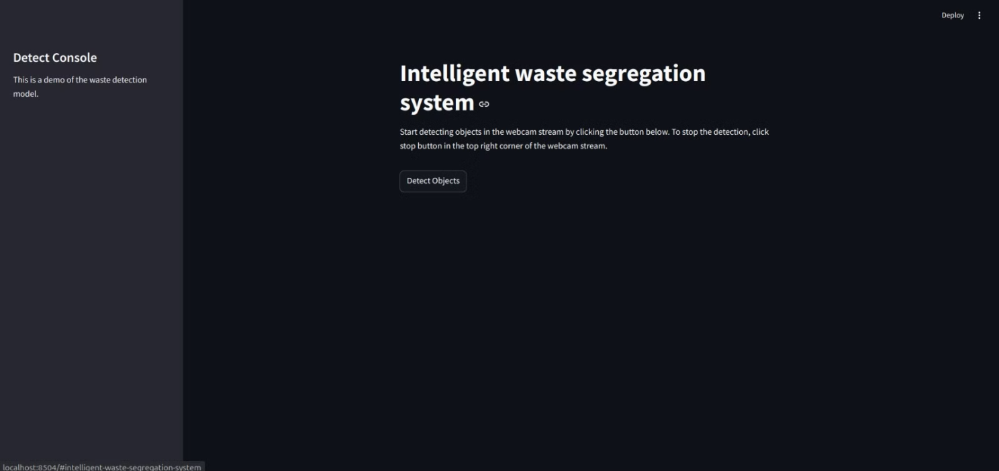 Deploy
Detect Console
This is a demo of the waste detection
model.
Intelligent waste segregation
system
Start detecting objects in the webcam stream by clicking the button below. To stop the detection, click
stop button in the top right corner of the webcam stream.
Detect Objects
localhost:8504/#intelligent-waste-segregation-system